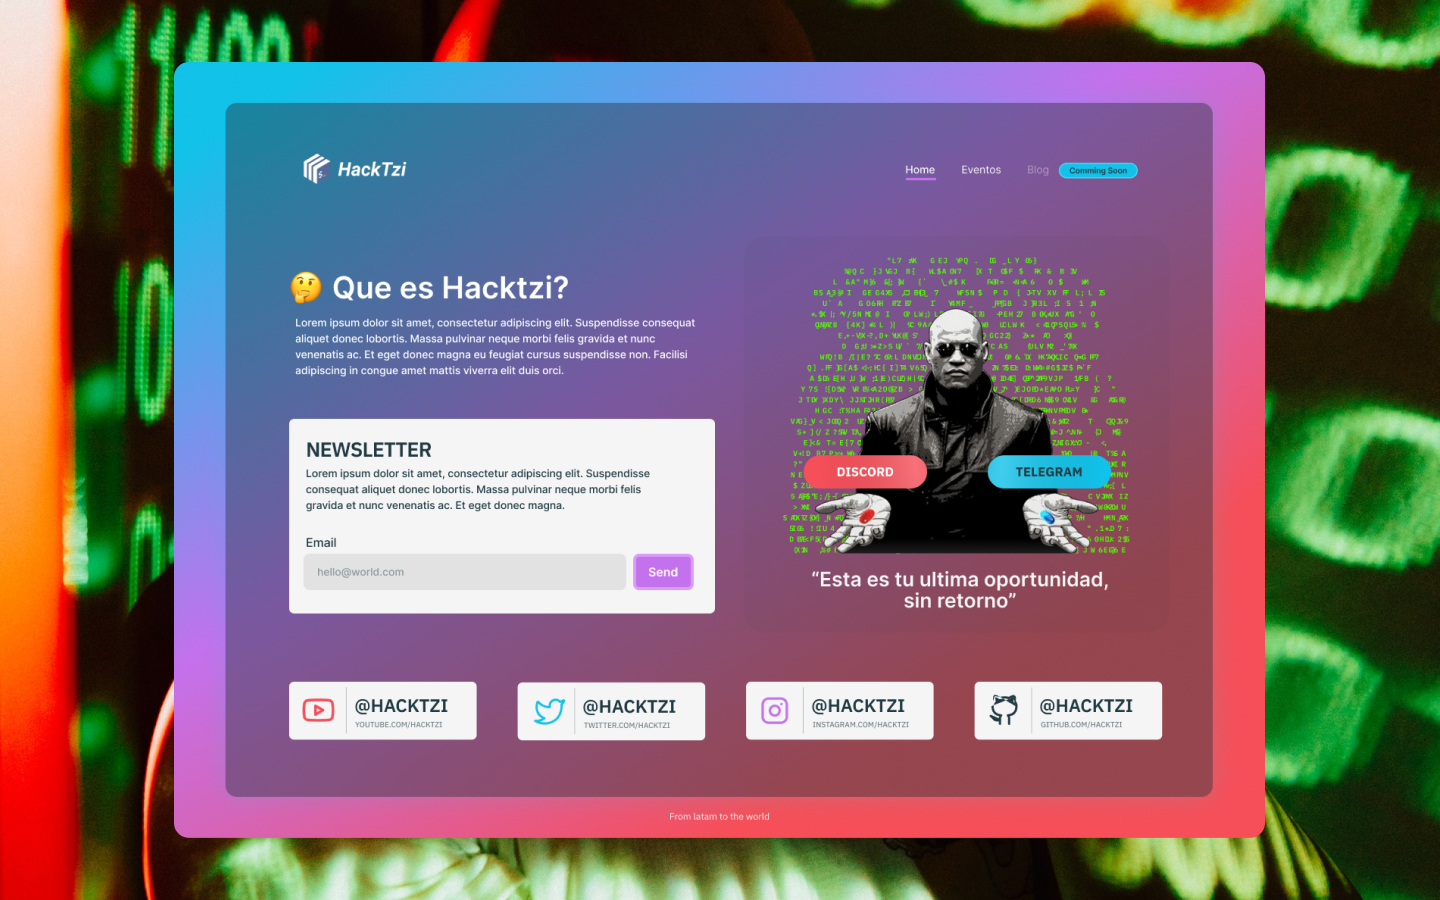 HackTzi
Home
Eventos
Blog
Comming Soon
Que es Hacktzi?
Lorem ipsum dolor sit amet, consectetur adipiscing elit. Suspendisse consequat
aliquet donec lobortis. Massa pulvinar neque morbi felis gravida et nunc
venenatis ac. Et eget donec magna eu feugiat cursus suspendisse non. Facilisi
adipiscing in congue amet mattis viverra elit duis orci.
NEWSLETTER
Lorem ipsum dolor sit amet, consectetur adipiscing elit. Suspendisse
consequat aliquet donec lobortis. Massa pulvinar neque morbi felis
gravida et nunc venenatis ac. Et eget donec magna.
Email
hello@world.com
Send
DISCORD
TELEGRAM
“Esta es tu ultima oportunidad,
sin retorno”
@HACKTZI
YOUTUBE.COM/HACKTZI
@HACKTZI
TWITTER.COM/HACKTZI
@HACKTZI
INSTAGRAM.COM/HACKTZI
@HACKTZI
GITHUB.COM/HACKTZI
From latam to the world